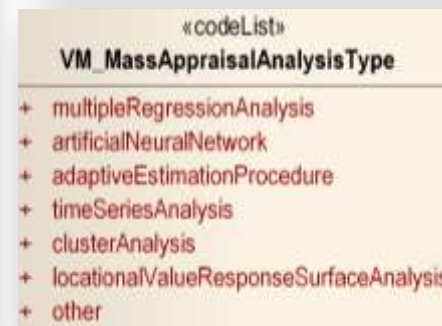 «codeList»
VM_MassAppraisalAnalysisType
+ multipleRegressionAnalysis
+ artificialNeuralNetwork
+ adaptiveEstimationProcedure
+ timeSeriesAnalysis
+ clusterAnalysis
+ locationalValueResponseSurfaceAnalysis
+ other